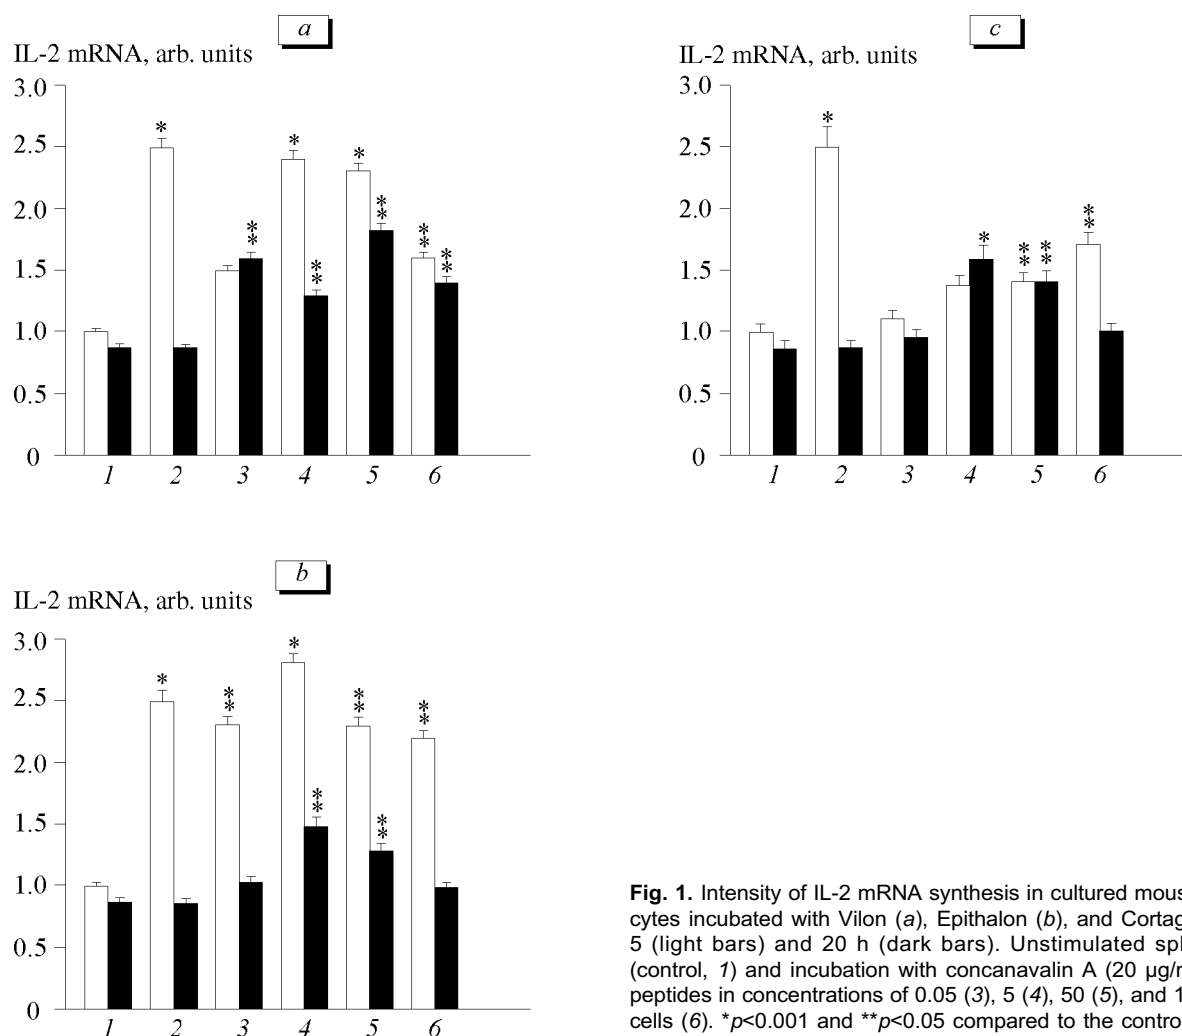 a
IL-2 mRNA, arb. units
3.0
2.5
2.0
1.5
1.0
0.5
0
* * * ** ** ** ** **
1 2 3 4 5 6
c
IL-2 mRNA, arb. units
3.0
2.5
2.0
1.5
1.0
0.5
0
* * ** ** **
1 2 3 4 5 6
b
IL-2 mRNA, arb. units
3.0
2.5
2.0
1.5
1.0
0.5
0
* ** * ** ** ** **
1 2 3 4 5 6
Fig. 1. Intensity of IL-2 mRNA synthesis in cultured mous
cytes incubated with Vilon (a), Epithalon (b), and Cortag
5 (light bars) and 20 h (dark bars). Unstimulated spl
(control, 1) and incubation with concanavalin A (20 µg/m
peptides in concentrations of 0.05 (3), 5 (4), 50 (5), and 1
cells (6). *p<0.001 and **p<0.05 compared to the control